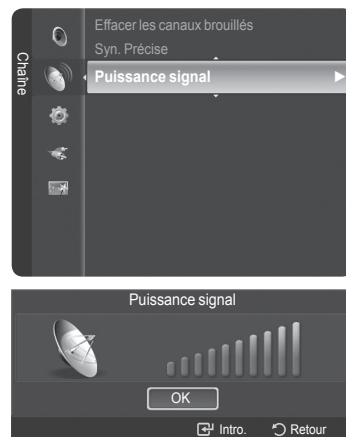 Chaîne
Effacer les canaux brouillés
Syn. Précise
Puissance signal
Puissance signal
OK
Intro. Retour